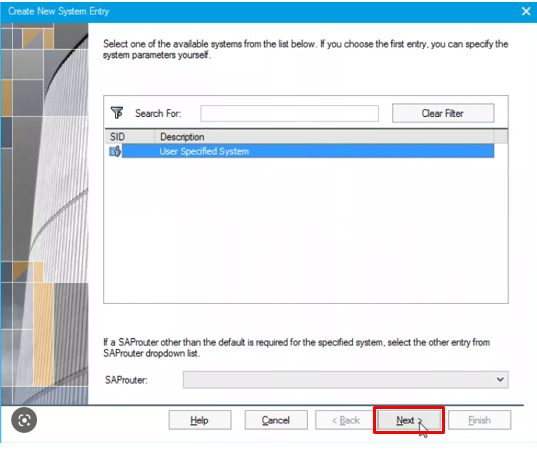 Create New System Entry
Select one of the available systems from the list below. If you choose the first entry, you can specify the
system parameters yourself.
Search For:
Clear Filter
SID Description
User Specified System
If a SAProuter other than the default is required for the specified system, select the other entry from
SAProuter dropdown list.
SAProuter:
Help Cancel < Back Next > Finish